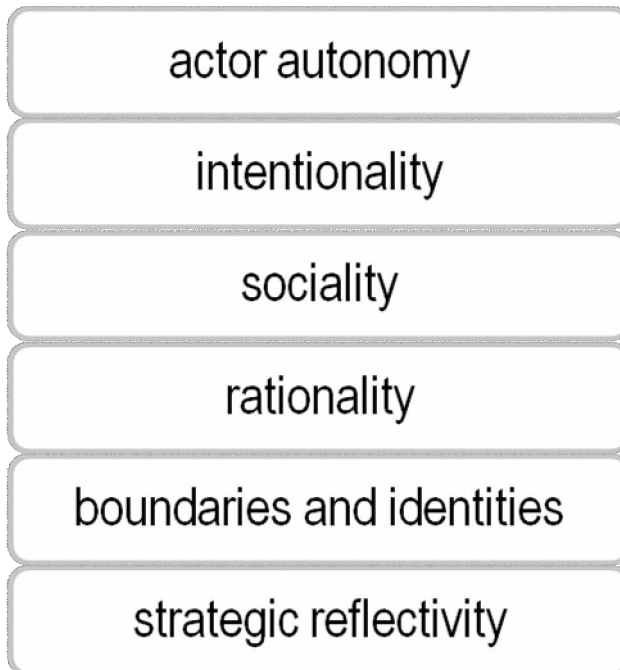 actor autonomy
intentionality
sociality
rationality
boundaries and identities
strategic reflectivity